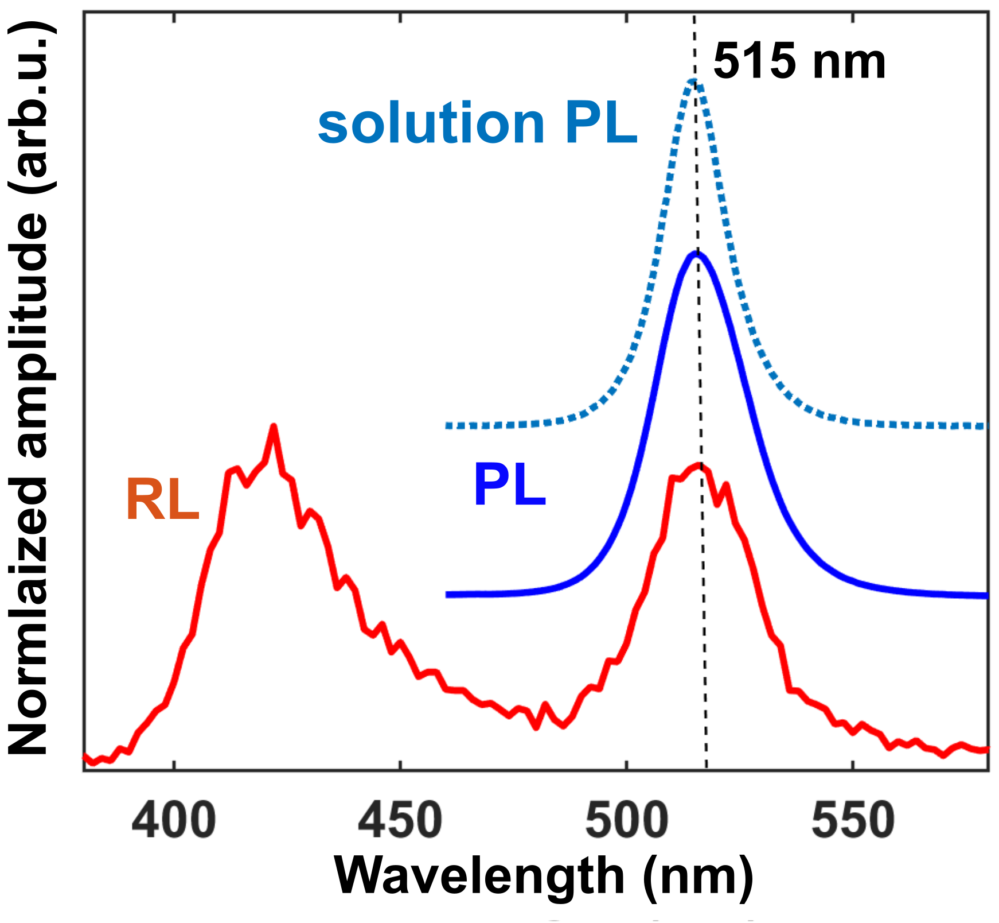 Normlaized amplitude (arb.u.)
515 nm
solution PL
PL
RL
400 450 500 550
Wavelength (nm)